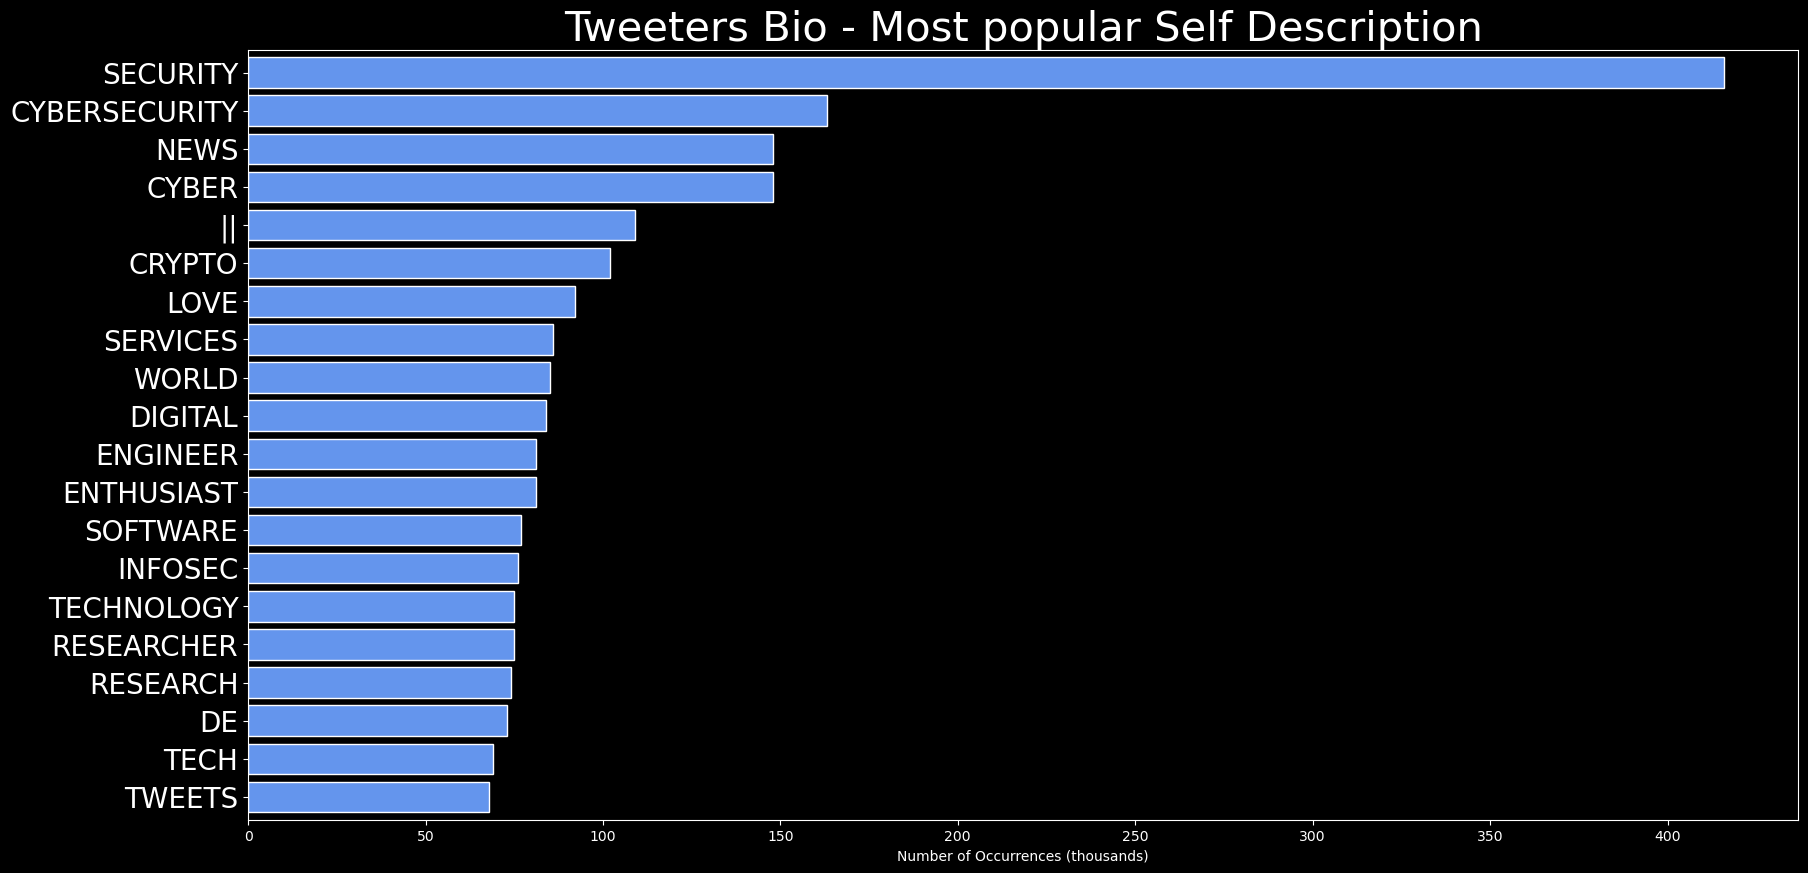 Tweeters Bio - Most popular Self Description
SECURITY
CYBERSECURITY
NEWS
CYBER
||
CRYPTO
LOVE
SERVICES
WORLD
DIGITAL
ENGINEER
ENTHUSIAST
SOFTWARE
INFOSEC
TECHNOLOGY
RESEARCHER
RESEARCH
DE
TECH
TWEETS
0 50 100 150 200 250 300 350 400
Number of Occurrences (thousands)